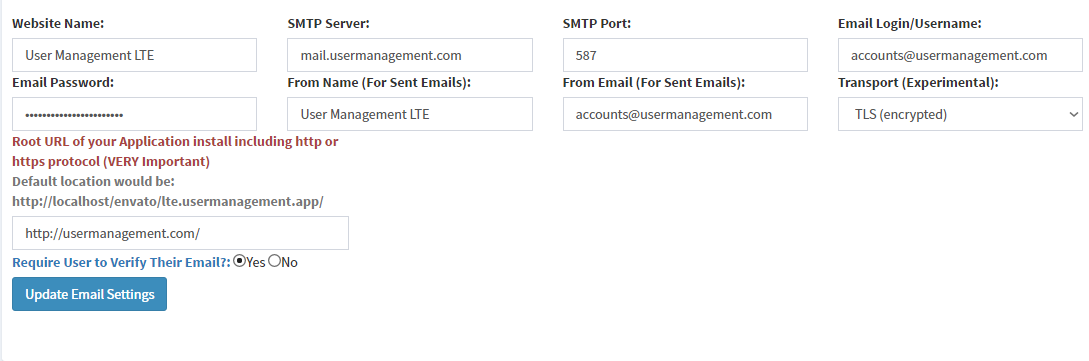 Website Name: SMTP Server: SMTP Port: Email Login/Username:
User Management LTE mail.usermanagement.com 587 accounts@usermanagement.com
Email Password: From Name (For Sent Emails): From Email (For Sent Emails): Transport (Experimental):
••••••••••••••••••••••• User Management LTE accounts@usermanagement.com TLS (encrypted)
Root URL of your Application install including http or
https protocol (VERY Important)
Default location would be:
http://localhost/envato/lte.usermanagement.app/
http://usermanagement.com/
Require User to Verify Their Email?: Yes No
Update Email Settings